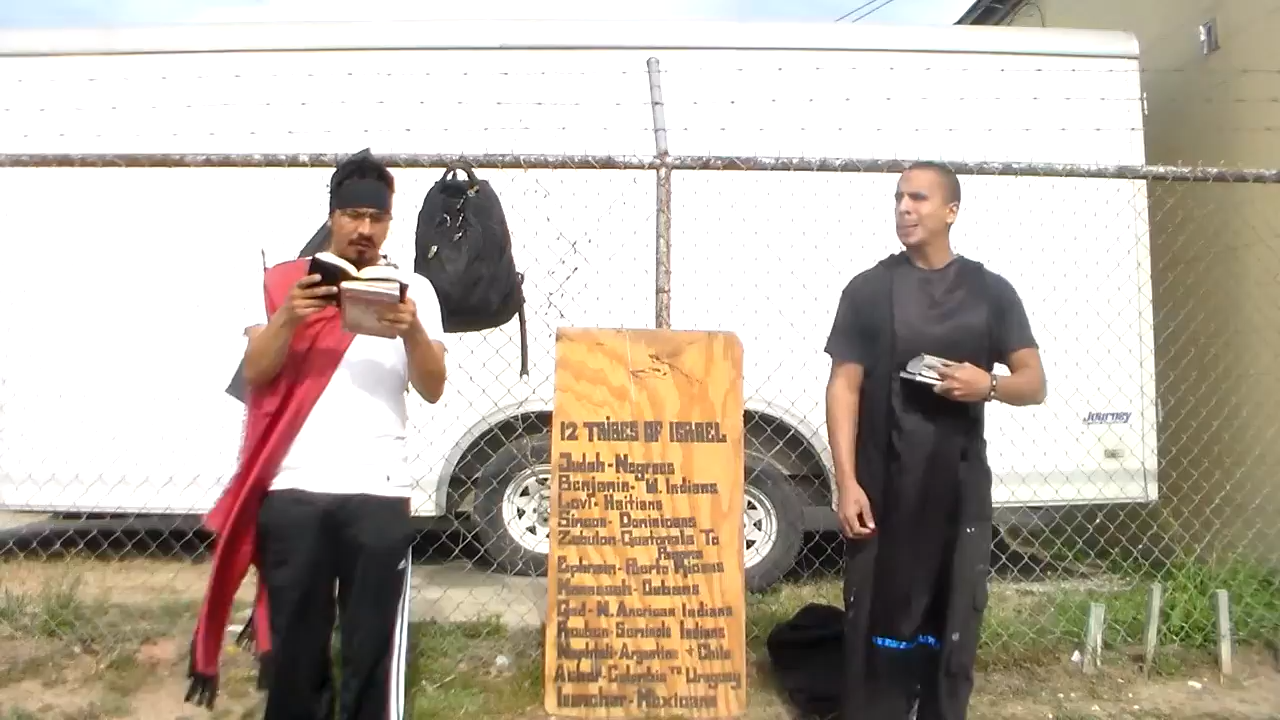 12 TRIBES OF ISRAEL
Judah - Negroes
Benjamin - W. Indians
Levi - Haitians
Simeon - Dominicans
Zebulon - Guatemala To
Panama
Ephraim - Puerto Ricans
Manasseh - Cubans
Gad - N. American Indians
Reuben - Seminole Indians
Naphtali - Argentina + Chile
Asher - Colombia To Uruguay
Issachar - Mexicans
Journey